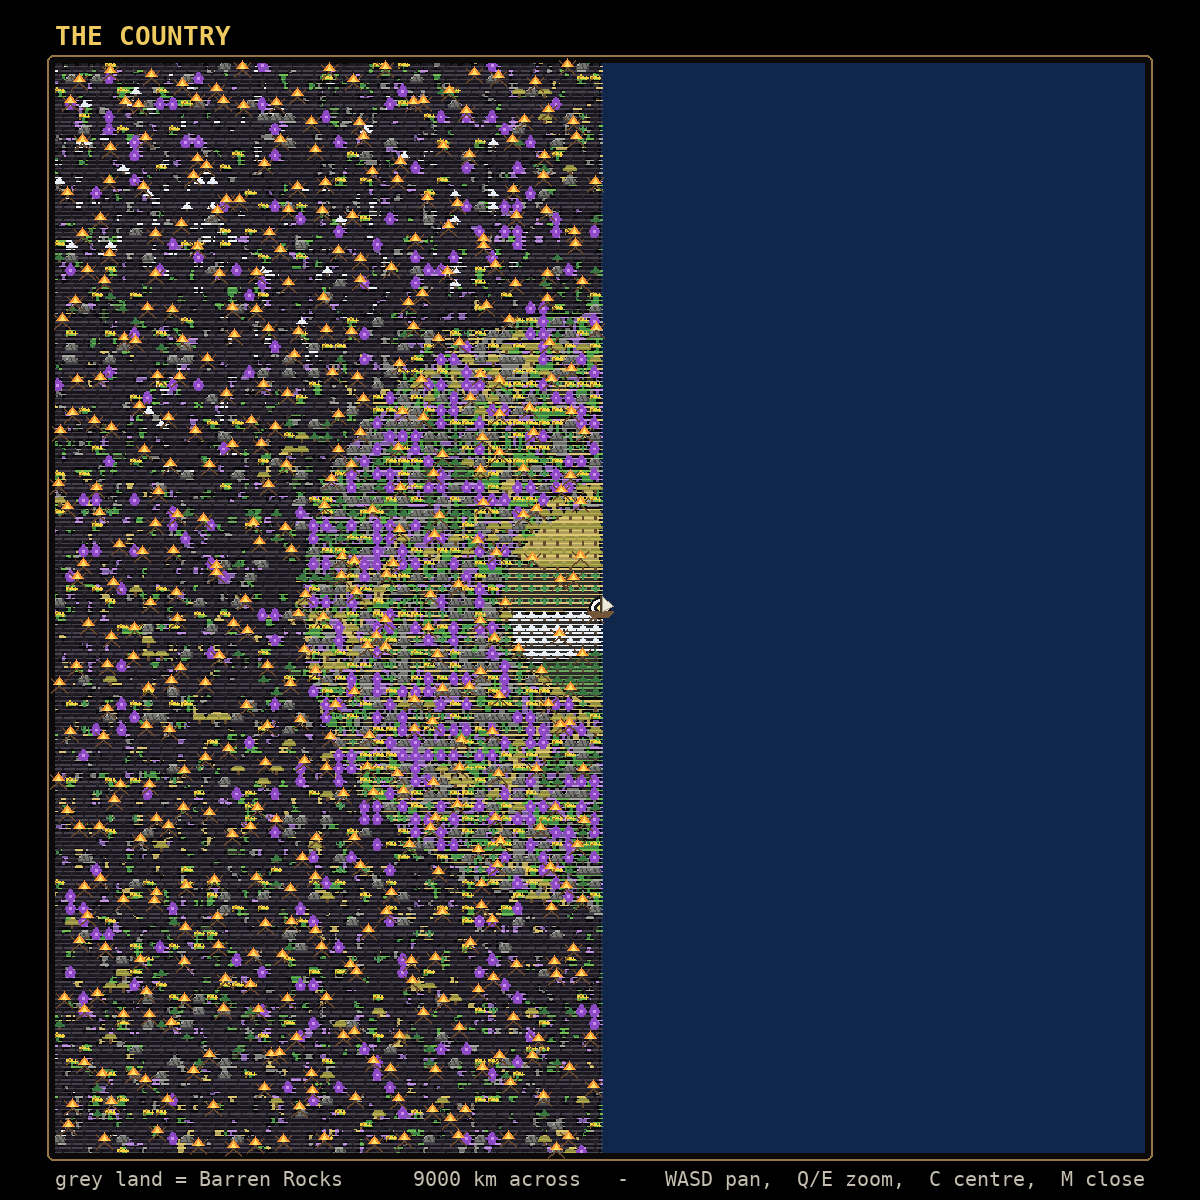 THE COUNTRY
grey land = Barren Rocks 9000 km across - WASD pan, Q/E zoom, C centre, M close